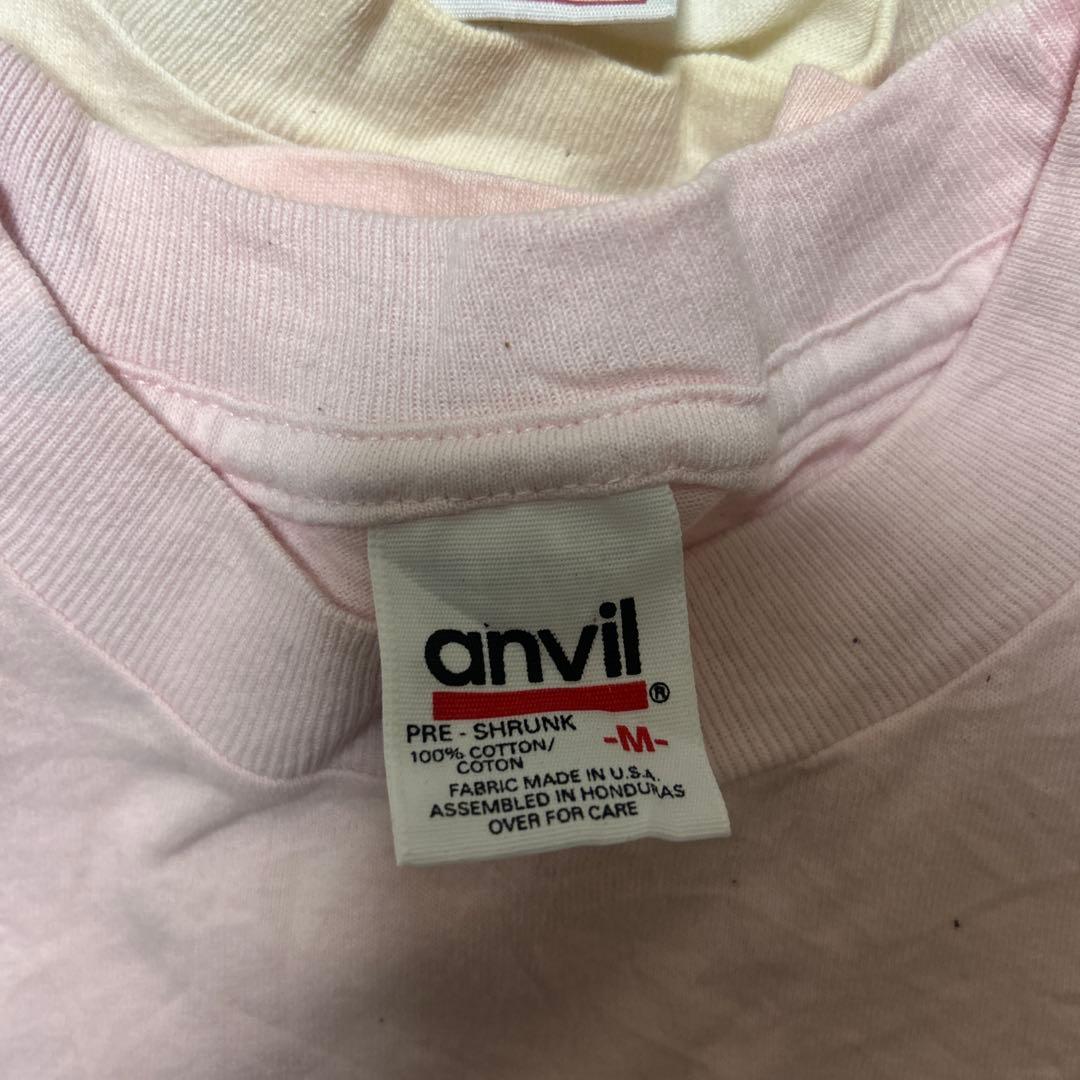 anvil®
PRE - SHRUNK
100% COTTON/
COTON
-M-
FABRIC MADE IN U.S.A.
ASSEMBLED IN HONDURAS
OVER FOR CARE